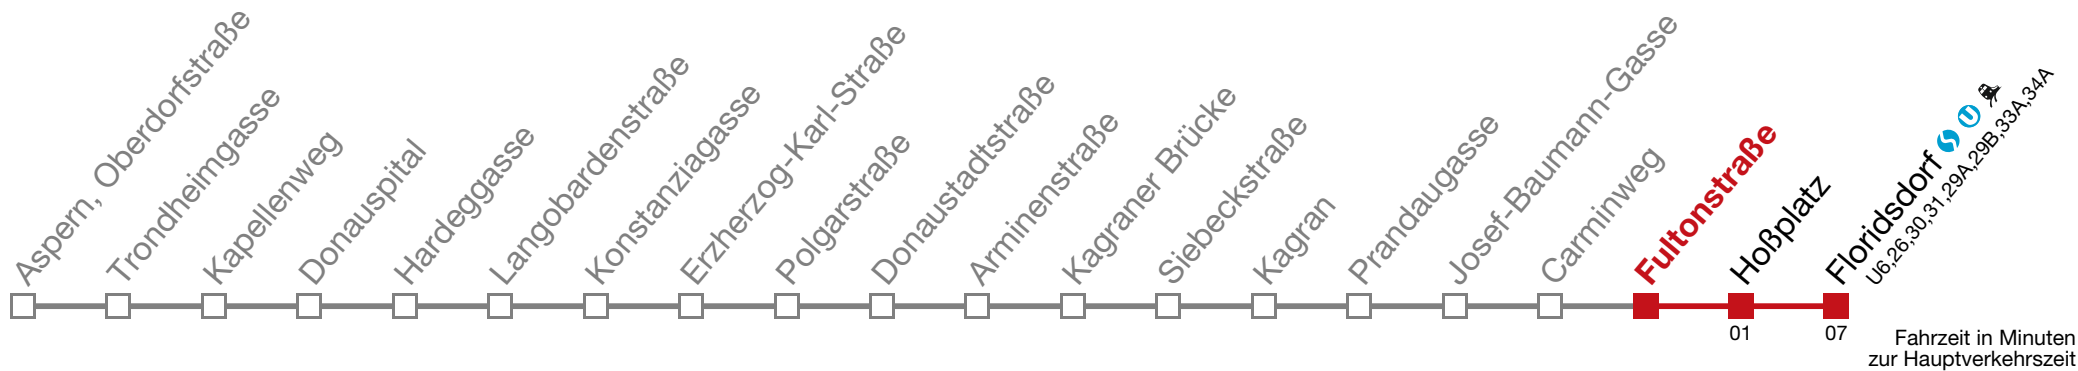 Aspern, Oberdorfstraße
Trondheimgasse
Kapellenweg
Donauspital
Hardeggasse
Langobardenstraße
Konstanziagasse
Erzherzog-Karl-Straße
Polgarstraße
Donaustadtstraße
Arminenstraße
Kagraner Brücke
Siebeckstraße
Kagran
Prandaugasse
Josef-Baumann-Gasse
Carminweg
Fultonstraße
Hoßplatz
Floridsdorf
U
U6,26,30,31,29A,29B,33A,34A
01
07
Fahrzeit in Minuten
zur Hauptverkehrszeit